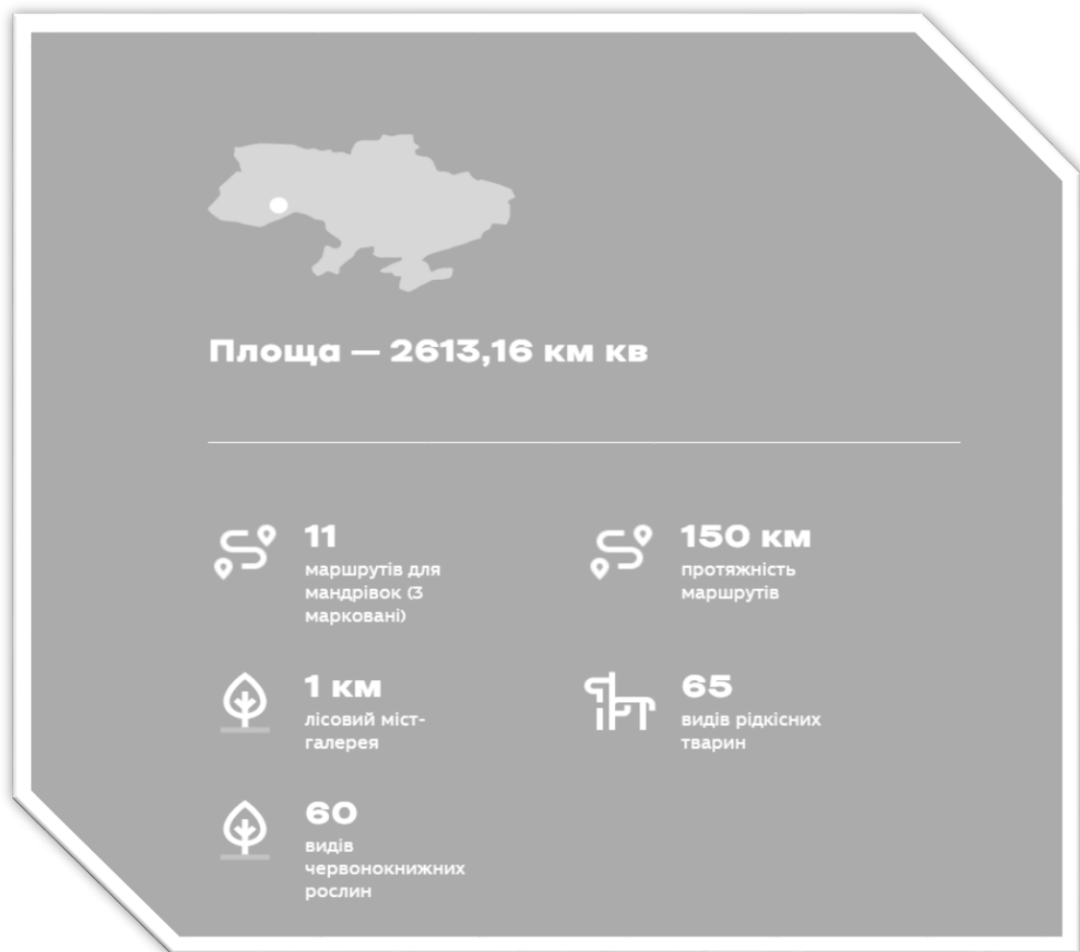 Площа — 2613,16 км кв
11
маршрутів для
мандрівок (3
марковані)
150 км
протяжність
маршрутів
1 км
лісовий міст-
галерея
65
видів рідкісних
тварин
60
видів
червонокнижних
рослин